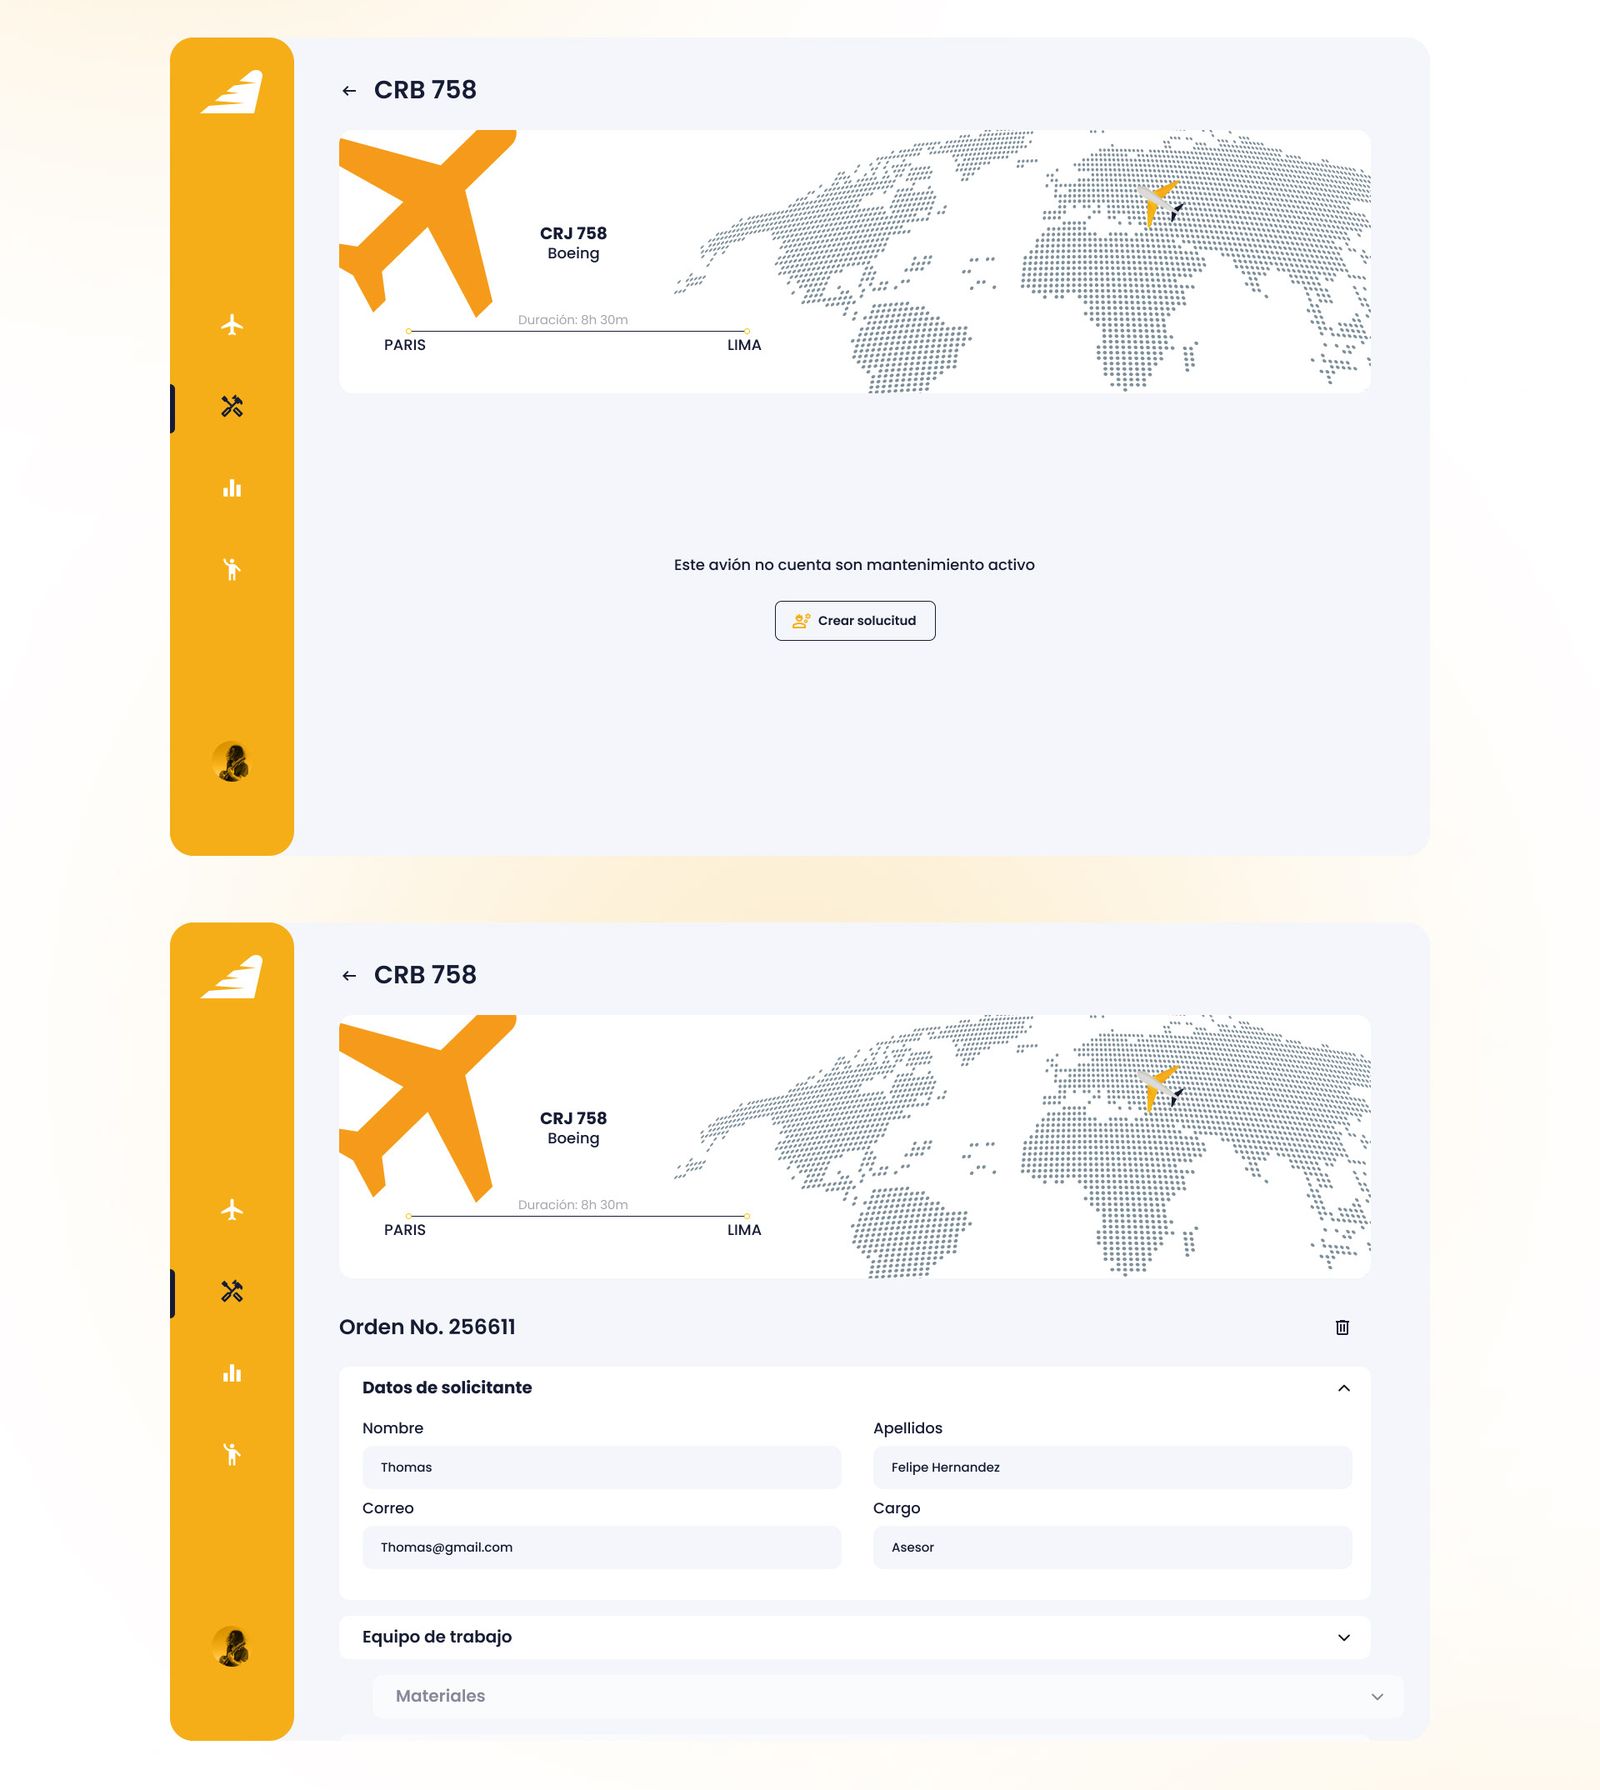 CRB 758
CRJ 758
Boeing
Duración: 8h 30m
PARIS
LIMA
Este avión no cuenta son mantenimiento activo
Crear solucitud
CRB 758
CRJ 758
Boeing
Duración: 8h 30m
PARIS
LIMA
Orden No. 256611
Datos de solicitante
Nombre
Apellidos
Thomas
Felipe Hernandez
Correo
Cargo
Thomas@gmail.com
Asesor
Equipo de trabajo
Materiales